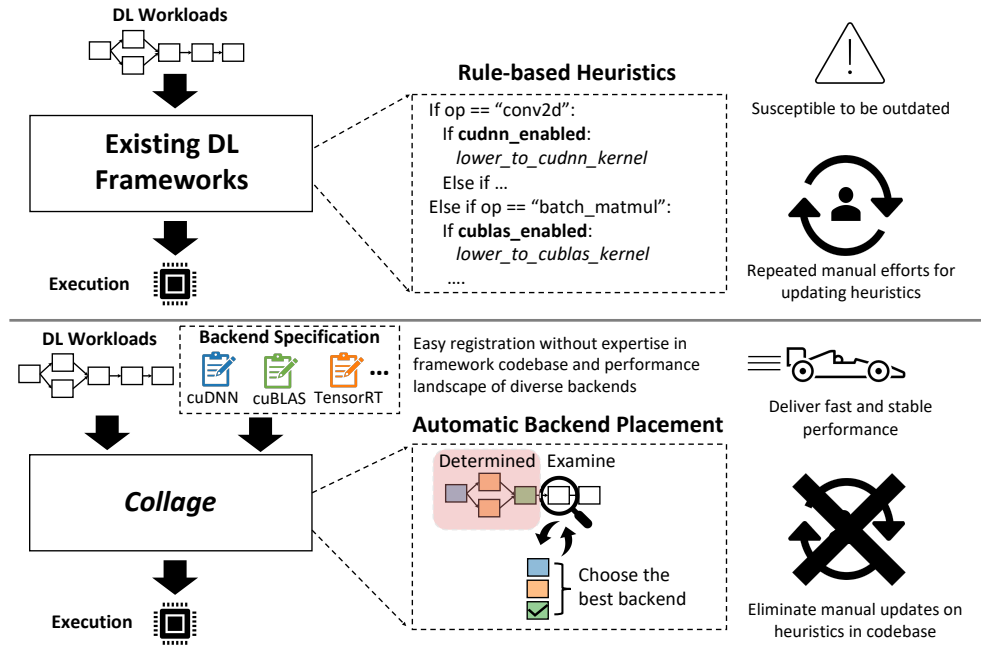 DL Workloads
Existing DL
Frameworks
Execution
Rule-based Heuristics
If op == “conv2d”:
If cudnn_enabled:
lower_to_cudnn_kernel
Else if ...
Else if op == “batch_matmul”:
If cublas_enabled:
lower_to_cublas_kernel
....
Susceptible to be outdated
Repeated manual efforts for
updating heuristics
DL Workloads
Backend Specification
cuDNN
cuBLAS
TensorRT
...
Easy registration without expertise in
framework codebase and performance
landscape of diverse backends
Collage
Execution
Automatic Backend Placement
Determined
Examine
Choose the
best backend
Deliver fast and stable
performance
Eliminate manual updates on
heuristics in codebase